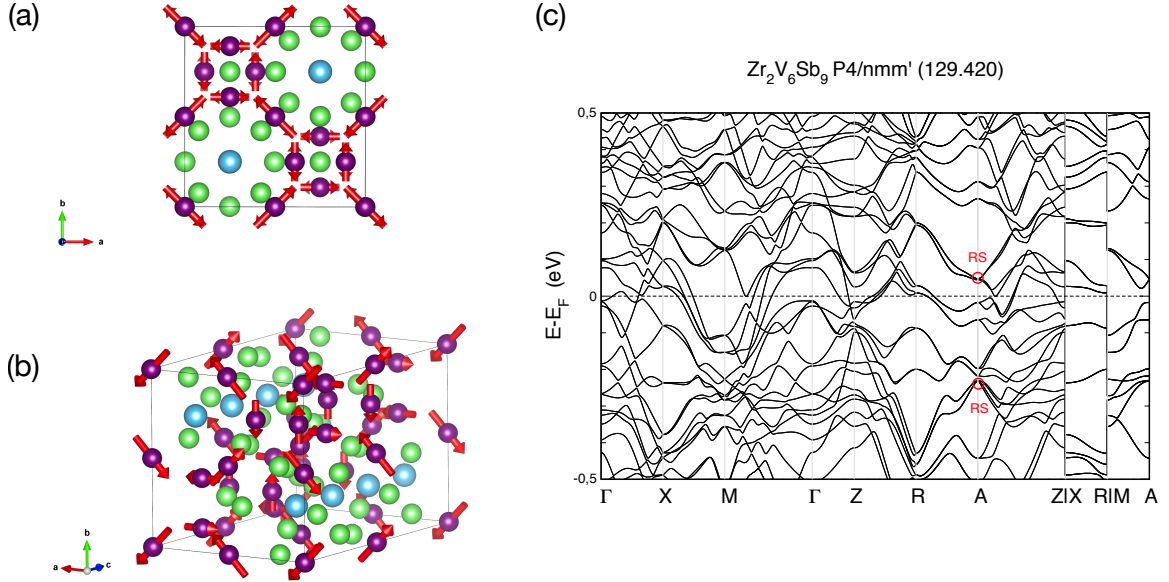 (a)
b
c
a
(b)
b
a
c
(c)
Zr2V6Sb9 P4/nmm' (129.420)
0,5
E-EF (eV)
0
-0,5
RS
RS
Γ X M Γ Z R A Z|X R|M A